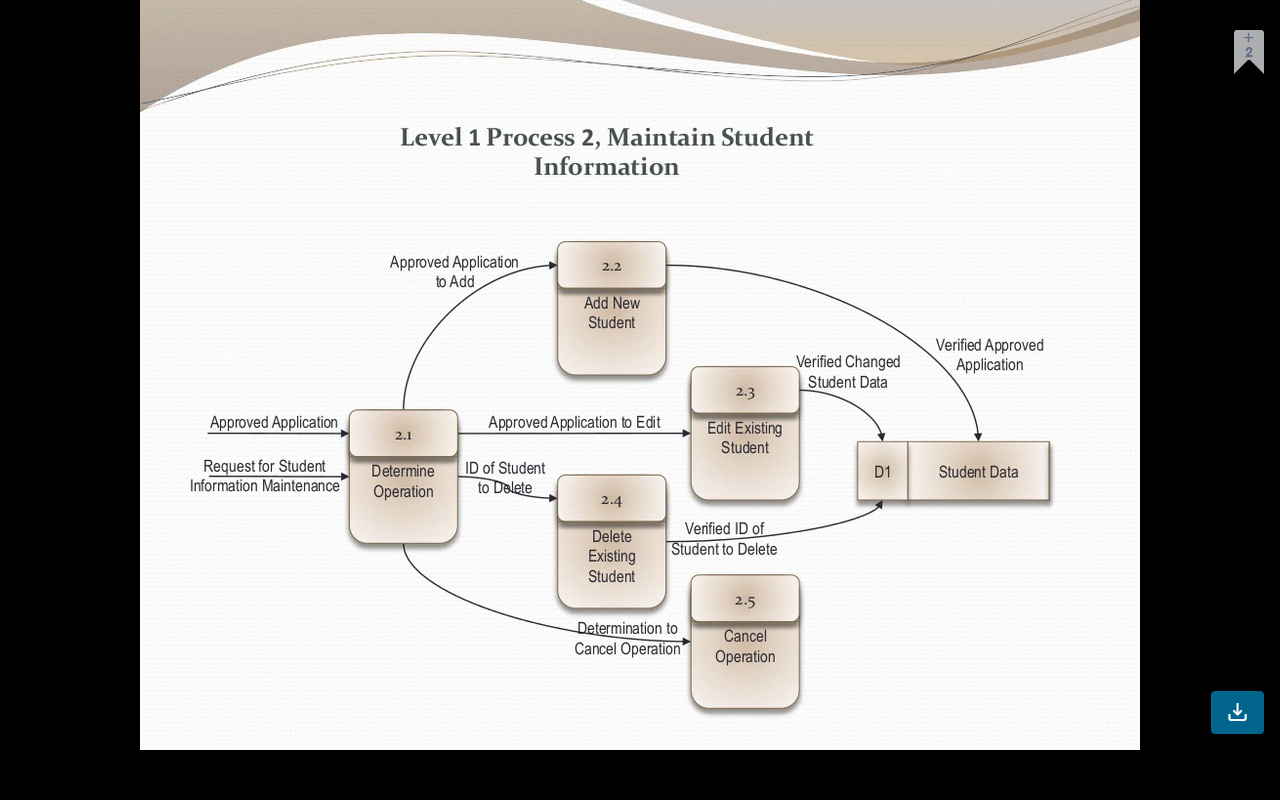 +
2
Level 1 Process 2, Maintain Student
Information
Approved Application
to Add
2.2
Add New
Student
Verified Approved
Application
Verified Changed
Student Data
2.3
Edit Existing
Student
Approved Application
2.1
Approved Application to Edit
Request for Student
Information Maintenance
Determine
Operation
ID of Student
to Delete
D1
Student Data
2.4
Delete
Existing
Student
Verified ID of
Student to Delete
2.5
Cancel
Operation
Determination to
Cancel Operation